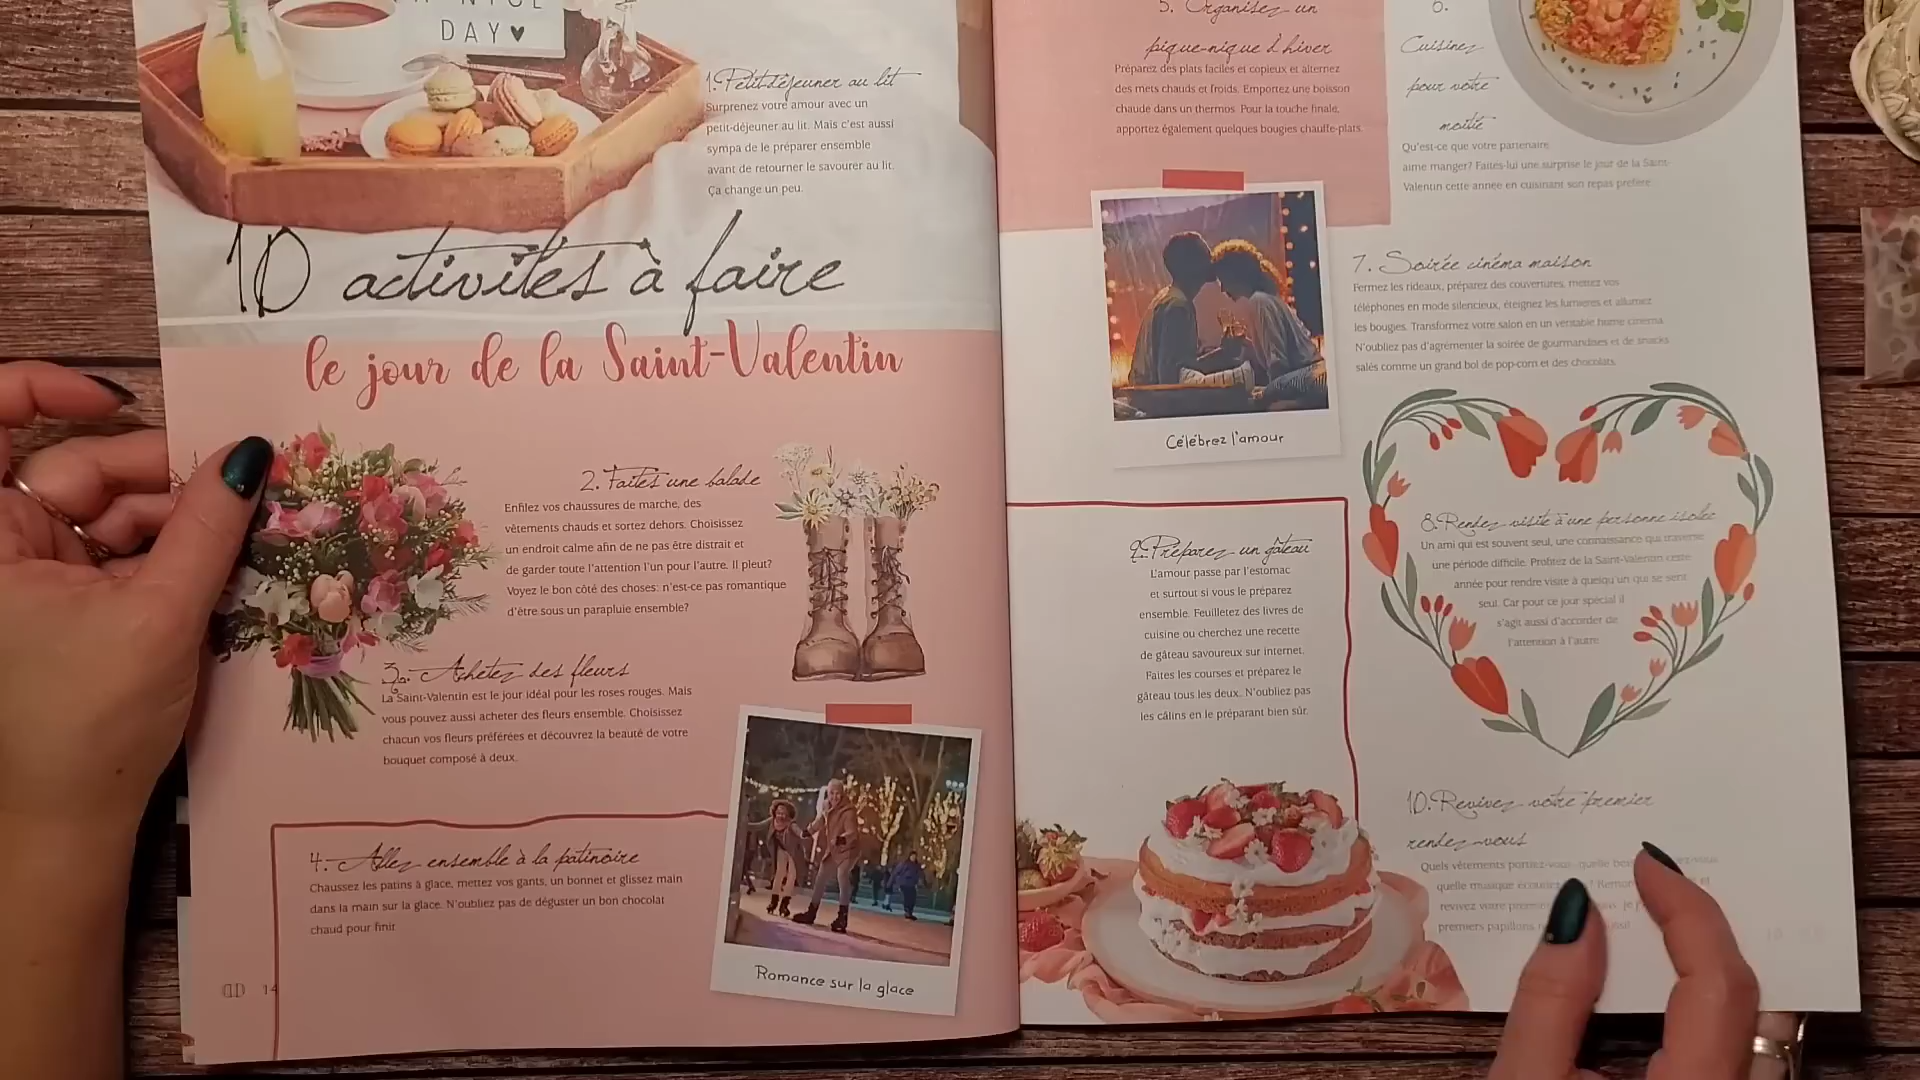 A NICE
DAY♥
1. Petit-déjeuner au lit
Surprenez votre amour avec un
petit-déjeuner au lit. Mais c'est aussi
sympa de le préparer ensemble
avant de retourner le savourer au lit.
Ça change un peu.
10 activités à faire
le jour de la Saint-Valentin
2. Faites une balade
Enfilez vos chaussures de marche, des
vêtements chauds et sortez dehors. Choisissez
un endroit calme afin de ne pas être distrait et
de garder toute l'attention l'un pour l'autre. Il pleut?
Voyez le bon côté des choses: n'est-ce pas romantique
d'être sous un parapluie ensemble?
3. Achetez des fleurs
La Saint-Valentin est le jour idéal pour les roses rouges. Mais
vous pouvez aussi acheter des fleurs ensemble. Choisissez
chacun vos fleurs préférées et découvrez la beauté de votre
bouquet composé à deux.
4. Allez ensemble à la patinoire
Chaussez les patins à glace, mettez vos gants, un bonnet et glissez main
dans la main sur la glace. N'oubliez pas de déguster un bon chocolat
chaud pour finir
Romance sur la glace
14
5. Organisez un
pique-nique d'hiver
Préparez des plats faciles et copieux et alternez
des mets chauds et froids. Emportez une boisson
chaude dans un thermos. Pour la touche finale,
apportez également quelques bougies chauffe-plats.
6.
Cuisinez
pour votre
moitié
Qu'est-ce que votre partenaire
aime manger? Faites-lui une surprise le jour de la Saint-
Valentin cette année en cuisinant son repas préféré
Célébrez l'amour
7. Soirée cinéma maison
Fermez les rideaux, préparez des couvertures, mettez vos
téléphones en mode silencieux, éteignez les lumières et allumez
les bougies. Transformez votre salon en un véritable home cinema.
N'oubliez pas d'agrémenter la soirée de gourmandises et de snacks
salés comme un grand bol de pop-corn et des chocolats.
8. Rendez visite à une personne isolée
Un ami qui est souvent seul, une connaissance qui traverse
une période difficile. Profitez de la Saint-Valentin cette
année pour rendre visite à quelqu'un qui se sent
seul. Car pour ce jour spécial il
s'agit aussi d'accorder de
l'attention à l'autre.
9. Préparez un gâteau
L'amour passe par l'estomac
et surtout si vous le préparez
ensemble. Feuilletez des livres de
cuisine ou cherchez une recette
de gâteau savoureux sur internet.
Faites les courses et préparez le
gâteau tous les deux. N'oubliez pas
les câlins en le préparant bien sûr.
10. Revivez votre premier
rendez-vous
Quels vêtements portiez-vous, quelle
quelle musique
revivez votre
premiers papillons